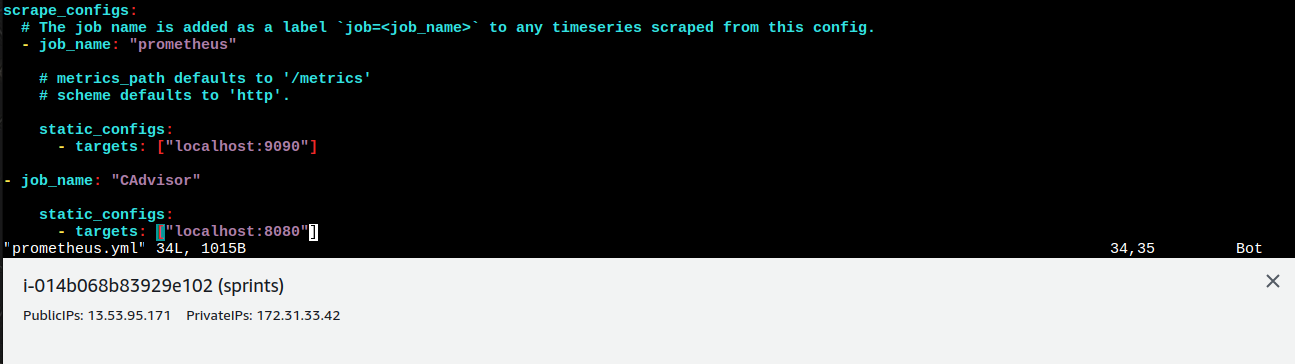 scrape_configs:
  # The job name is added as a label `job=<job_name>` to any timeseries scraped from this config.
  - job_name: "prometheus"
    # metrics_path defaults to '/metrics'
    # scheme defaults to 'http'.
    static_configs:
      - targets: ["localhost:9090"]
- job_name: "CAdvisor"
    static_configs:
      - targets: ["localhost:8080"]
"prometheus.yml" 34L, 1015B 34,35 Bot
i-014b068b83929e102 (sprints)
PublicIPs: 13.53.95.171 PrivateIPs: 172.31.33.42